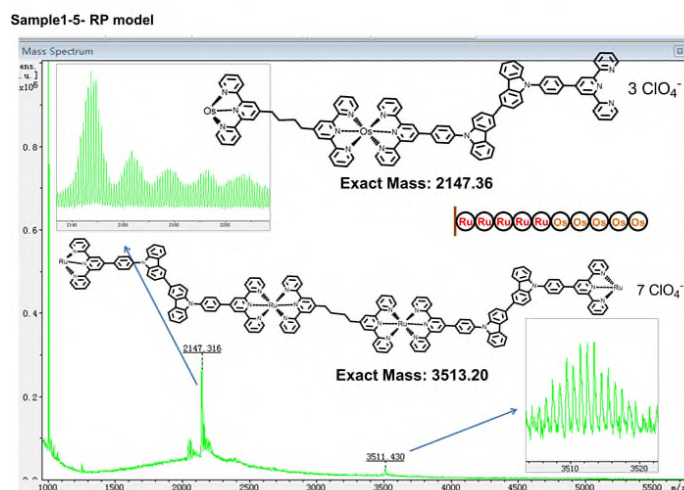 Sample1-5- RP model
Mass Spectrum
ens.
u.]
x10⁶
0.8
0.6
0.4
0.2
0.0
Os
N
N
N
N
N
N
Os
N
N
N
N
N
N
N
N
3 ClO₄⁻
Exact Mass: 2147.36
Ru Ru Ru Ru Ru Os Os Os Os Os
Ru
N
N
N
N
N
N
N
N
Ru
N
N
N
N
N
N
Ru
N
N
N
N
N
N
N
N
Ru
7 ClO₄⁻
Exact Mass: 3513.20
2147.316
3511.430
3510
3520
1000 1500 2000 2500 3000 3500 4000 4500 5000 5500